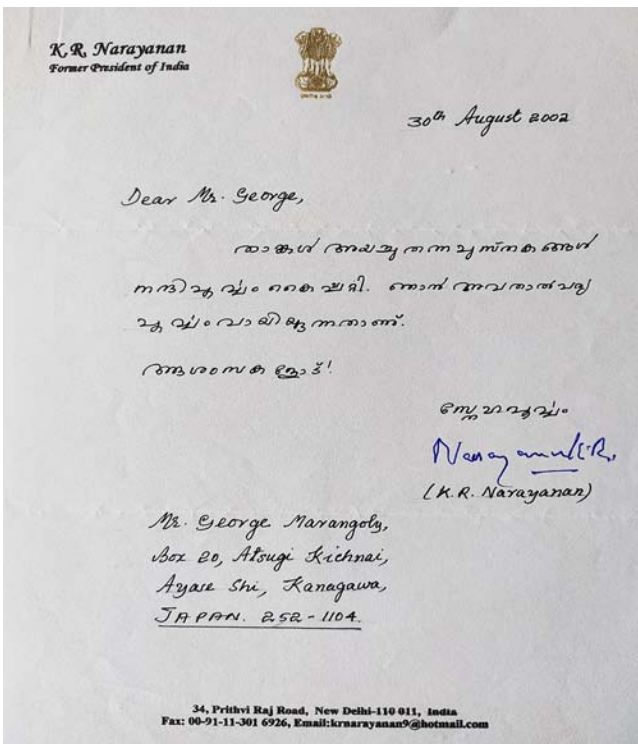 K.R. Narayanan
Former President of India
30th August 2002
Dear Mr. George,
താങ്കൾ അയച്ചു തന്ന പുസ്തകങ്ങൾ
നന്ദിപൂർവ്വം കൈപ്പറ്റി. ഞാൻ അവ താൽപര്യ
പൂർവ്വം വായിക്കുന്നതാണ്.
ആശംസകളോട്!
സ്നേഹപൂർവ്വം
Narayanan K.R.
(K.R. Narayanan)
Mr. George Marangoly,
Box 20, Atsugi Kichnai,
Ayase Shi, Kanagawa,
JAPAN. 252-1104.
34, Prithvi Raj Road, New Delhi-110 011, India
Fax: 00-91-11-301 6926, Email:krnarayanan9@hotmail.com